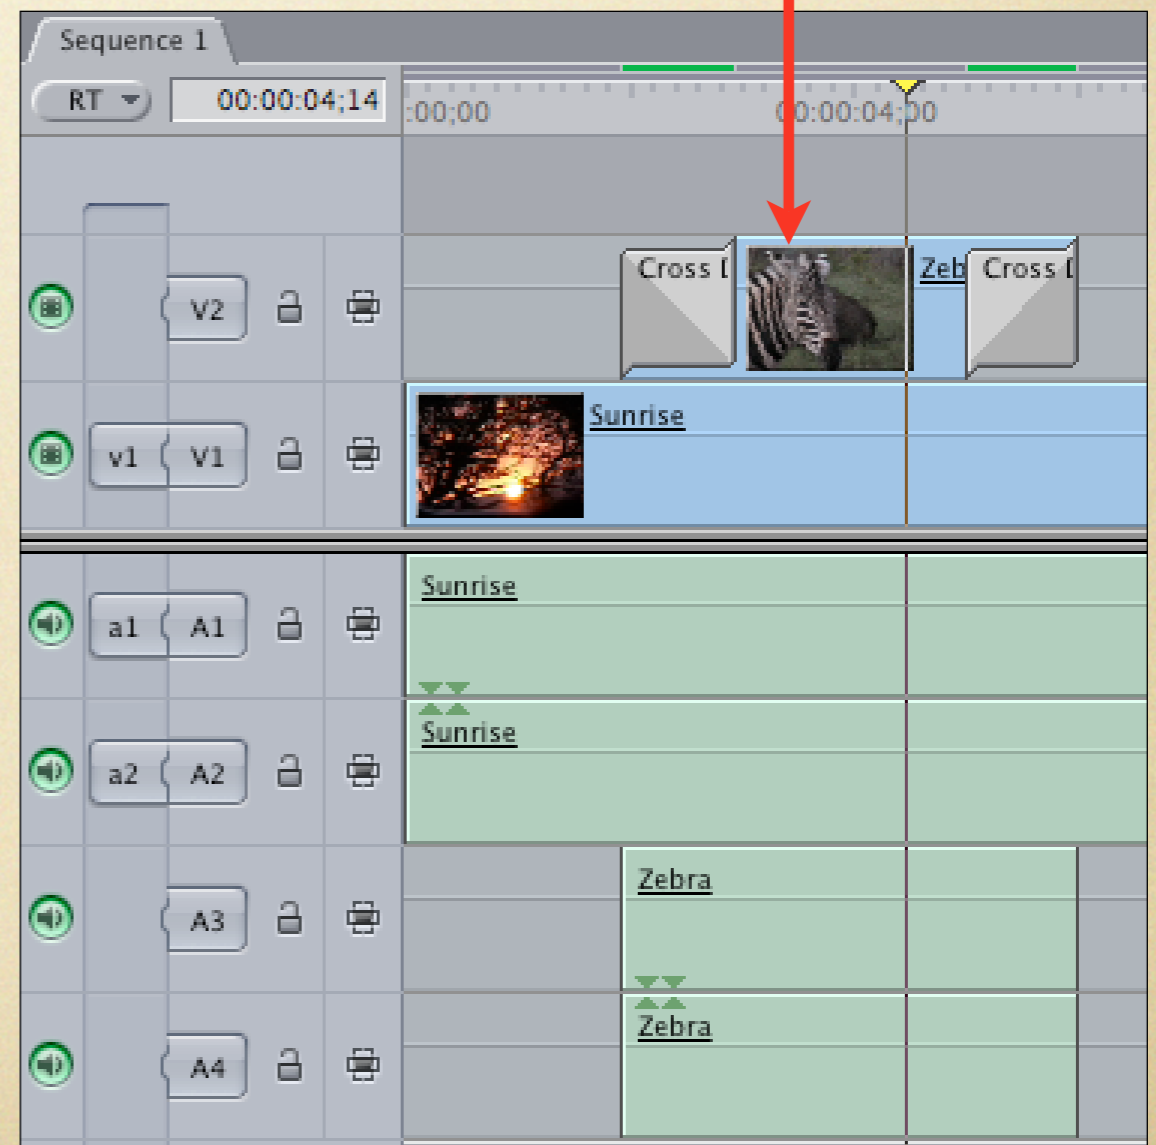 Sequence 1
RT 00:00:04;14 :00;00 00:00:04;00
V2 Cross D Zeb Cross D
v1 V1 Sunrise
a1 A1 Sunrise
a2 A2 Sunrise
A3 Zebra
A4 Zebra